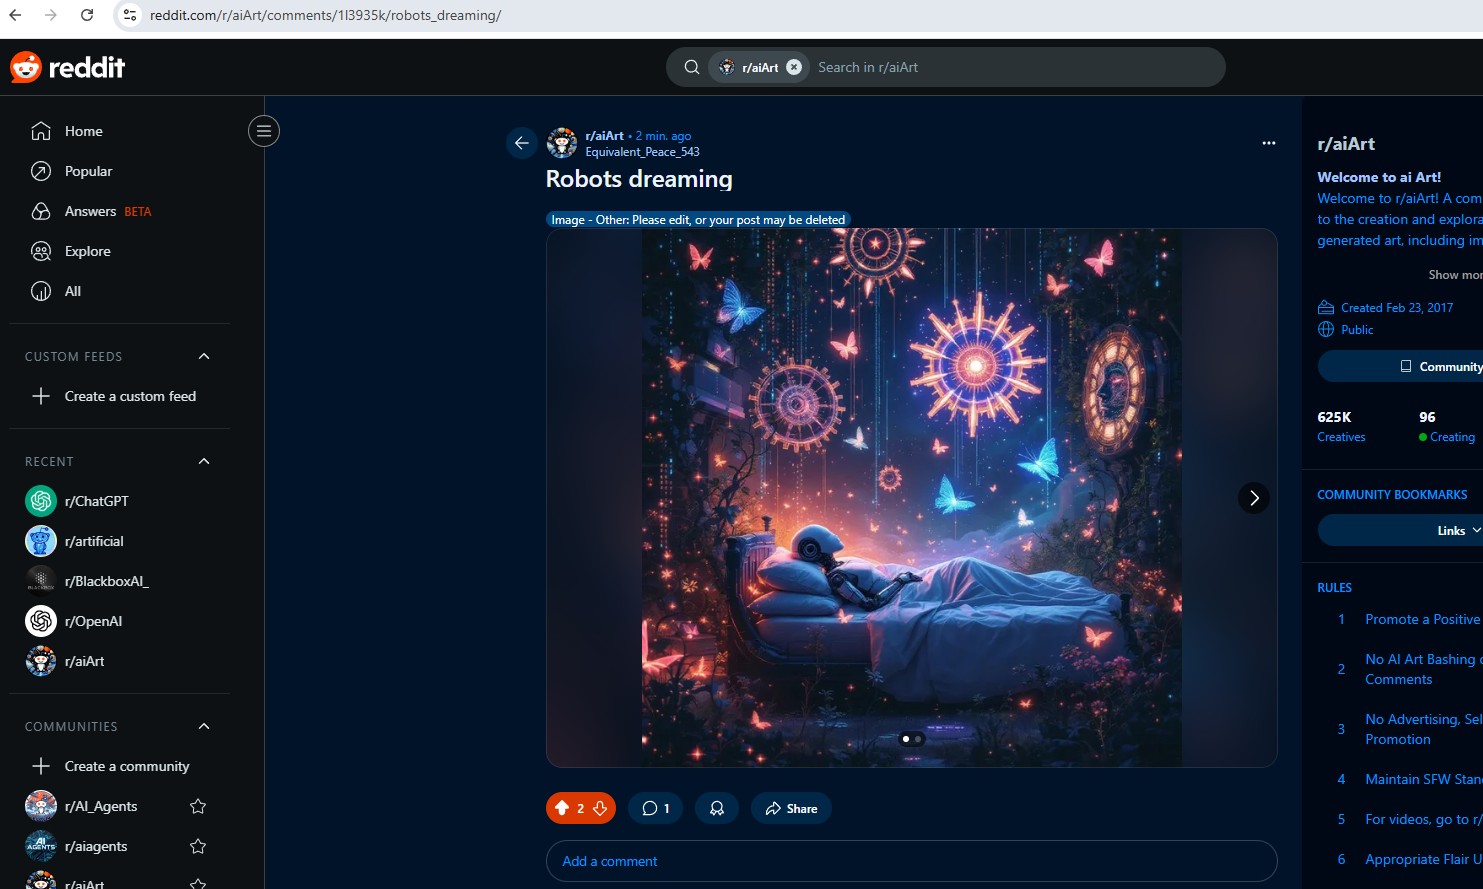 reddit.com/r/aiArt/comments/1l3935k/robots_dreaming/
reddit
r/aiArt
Search in r/aiArt
Home
Popular
Answers BETA
Explore
All
CUSTOM FEEDS
Create a custom feed
RECENT
r/ChatGPT
r/artificial
r/BlackboxAI_
r/OpenAI
r/aiArt
COMMUNITIES
Create a community
r/AI_Agents
r/aiagents
r/aiArt
r/aiArt • 2 min. ago
Equivalent_Peace_543
Robots dreaming
Image - Other: Please edit, or your post may be deleted
2
1
Share
Add a comment
r/aiArt
Welcome to ai Art!
Welcome to r/aiArt! A com
to the creation and explora
generated art, including im
Show mor
Created Feb 23, 2017
Public
Community
625K
96
Creatives
Creating
COMMUNITY BOOKMARKS
Links
RULES
1 Promote a Positive
2 No AI Art Bashing
Comments
3 No Advertising, Sel
Promotion
4 Maintain SFW Stan
5 For videos, go to r/
6 Appropriate Flair U